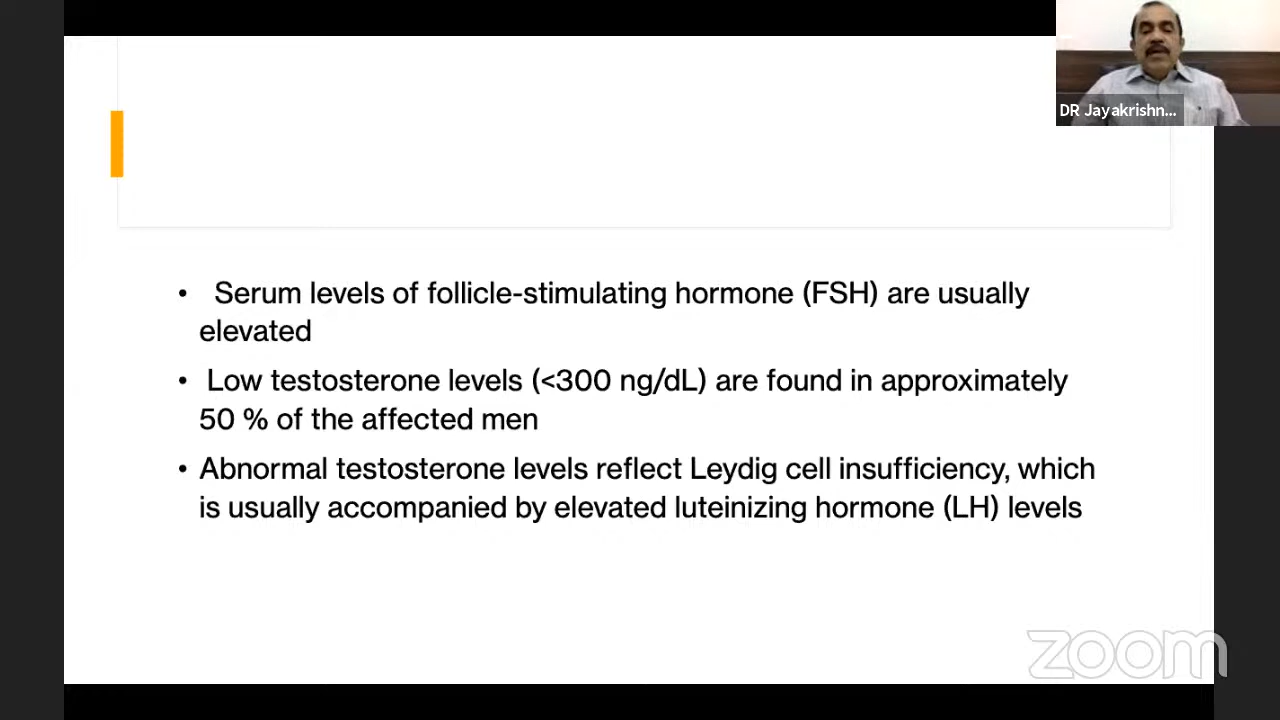 DR Jayakrishn...
• Serum levels of follicle-stimulating hormone (FSH) are usually
elevated
• Low testosterone levels (<300 ng/dL) are found in approximately
50 % of the affected men
• Abnormal testosterone levels reflect Leydig cell insufficiency, which
is usually accompanied by elevated luteinizing hormone (LH) levels
zoom